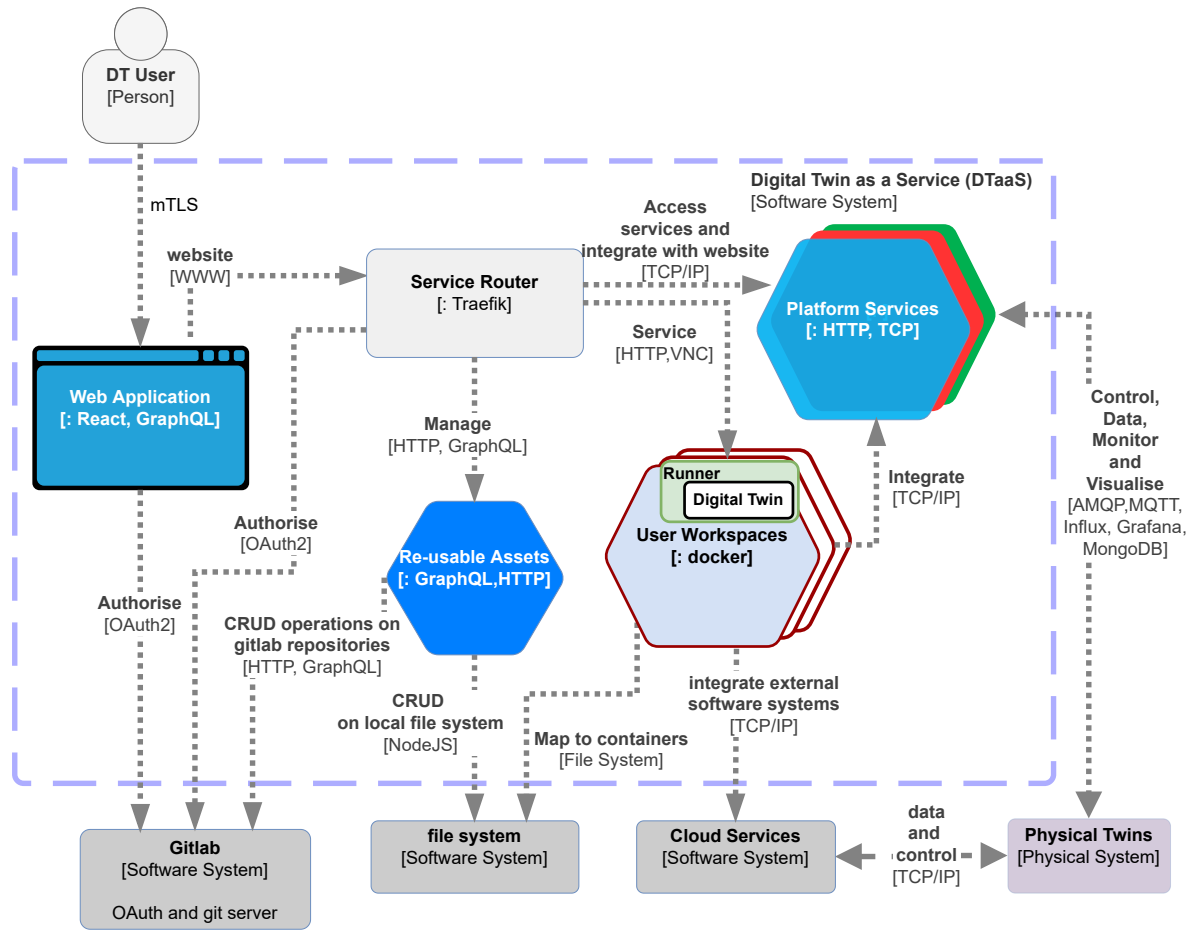 DT User
[Person]
mTLS
Digital Twin as a Service (DTaaS)
[Software System]
website
[WWW]
Service Router
[: Traefik]
Access
services and
integrate with website
[TCP/IP]
Service
[HTTP,VNC]
Platform Services
[: HTTP, TCP]
Web Application
[: React, GraphQL]
Manage
[HTTP, GraphQL]
Control,
Data,
Monitor
and
Visualise
[AMQP,MQTT,
Influx, Grafana,
MongoDB]
Runner
Digital Twin
User Workspaces
[: docker]
Integrate
[TCP/IP]
Authorise
[OAuth2]
Re-usable Assets
[: GraphQL,HTTP]
Authorise
[OAuth2]
CRUD operations on
gitlab repositories
[HTTP, GraphQL]
CRUD
on local file system
[NodeJS]
Map to containers
[File System]
integrate external
software systems
[TCP/IP]
Gitlab
[Software System]
OAuth and git server
file system
[Software System]
Cloud Services
[Software System]
data
and
control
[TCP/IP]
Physical Twins
[Physical System]